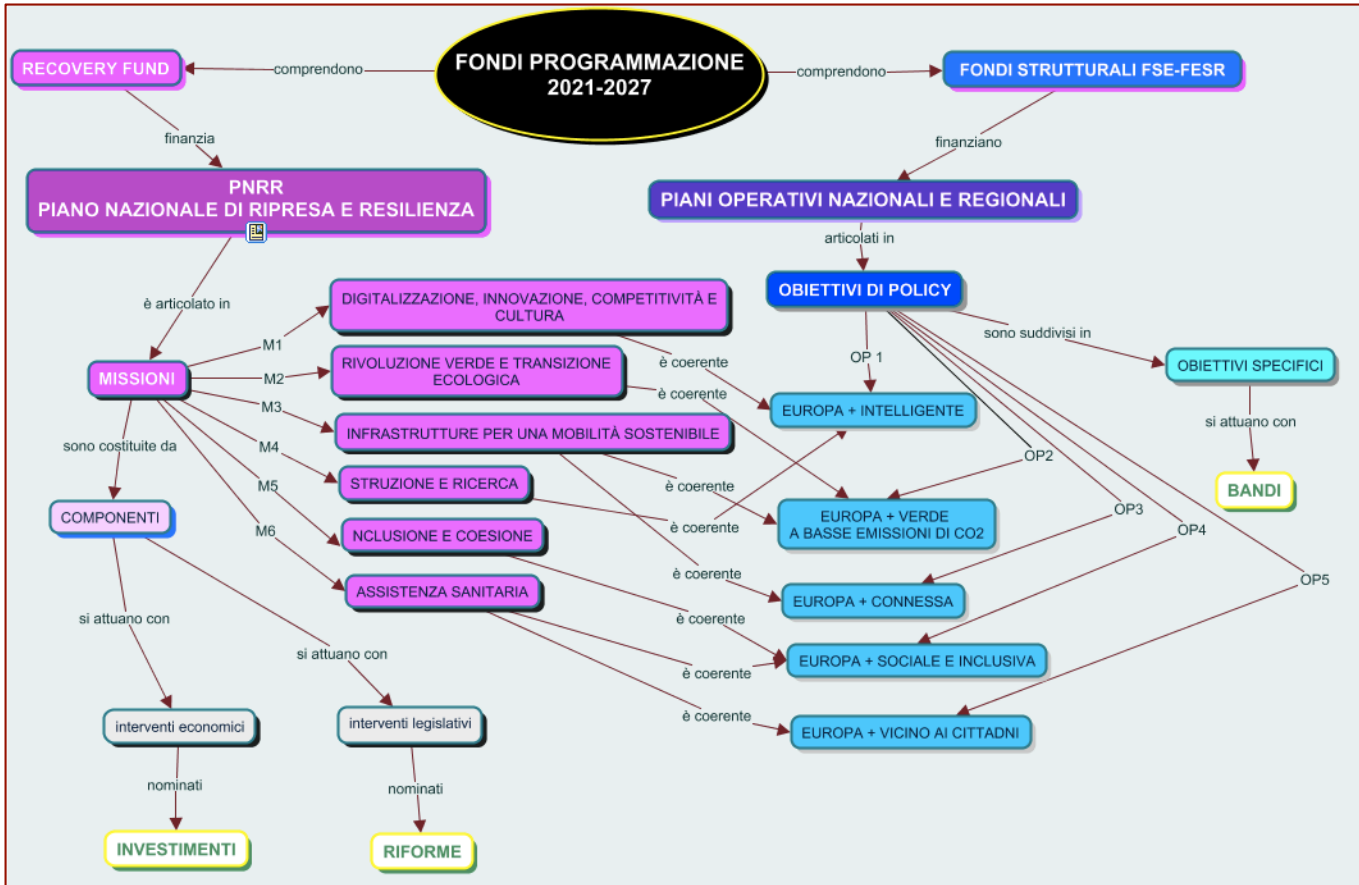 FONDI PROGRAMMAZIONE
2021-2027
comprendono
comprendono
RECOVERY FUND
FONDI STRUTTURALI FSE-FESR
finanzia
finanziano
PNRR
PIANO NAZIONALE DI RIPRESA E RESILIENZA
PIANI OPERATIVI NAZIONALI E REGIONALI
articolati in
è articolato in
OBIETTIVI DI POLICY
DIGITALIZZAZIONE, INNOVAZIONE, COMPETITIVITÀ E
CULTURA
sono suddivisi in
M1
OP 1
è coerente
MISSIONI
M2
RIVOLUZIONE VERDE E TRANSIZIONE
ECOLOGICA
OBIETTIVI SPECIFICI
è coerente
M3
EUROPA + INTELLIGENTE
si attuano con
INFRASTRUTTURE PER UNA MOBILITÀ SOSTENIBILE
sono costituite da
M4
OP2
STRUZIONE E RICERCA
è coerente
M5
BANDI
COMPONENTI
OP3
EUROPA + VERDE
A BASSE EMISSIONI DI CO2
è coerente
M6
NCLUSIONE E COESIONE
OP4
è coerente
OP5
ASSISTENZA SANITARIA
EUROPA + CONNESSA
si attuano con
è coerente
si attuano con
EUROPA + SOCIALE E INCLUSIVA
è coerente
interventi economici
interventi legislativi
è coerente
EUROPA + VICINO AI CITTADNI
nominati
nominati
INVESTIMENTI
RIFORME